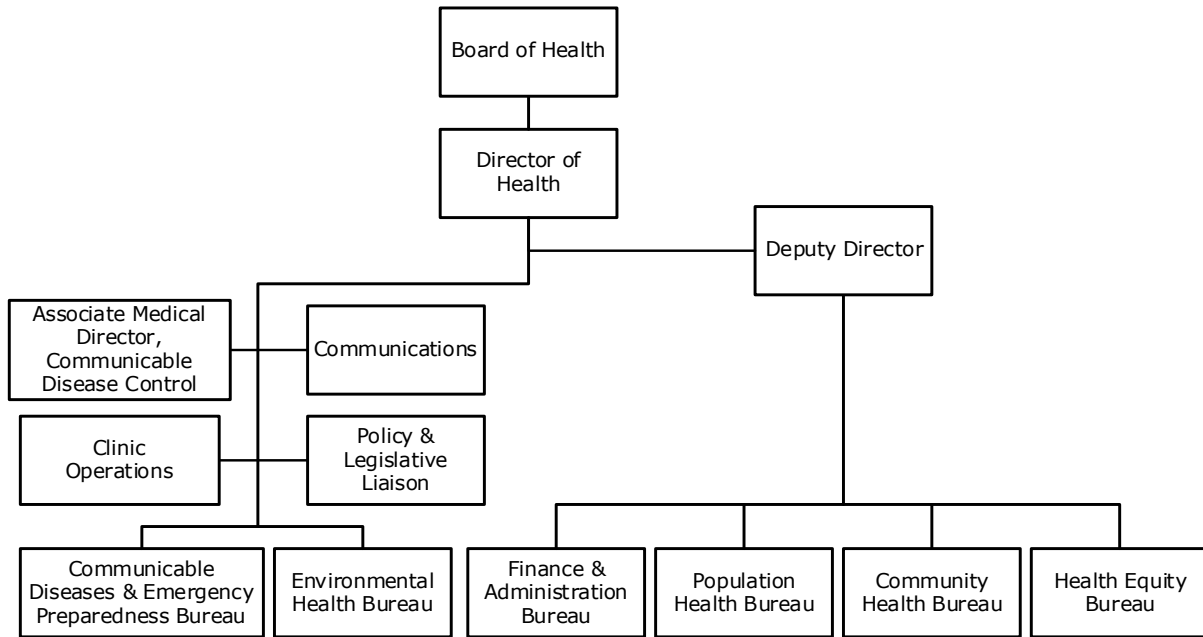 Board of Health
Director of
Health
Deputy Director
Associate Medical
Director,
Communicable
Disease Control
Communications
Clinic
Operations
Policy &
Legislative
Liaison
Communicable
Diseases & Emergency
Preparedness Bureau
Environmental
Health Bureau
Finance &
Administration
Bureau
Population
Health Bureau
Community
Health Bureau
Health Equity
Bureau